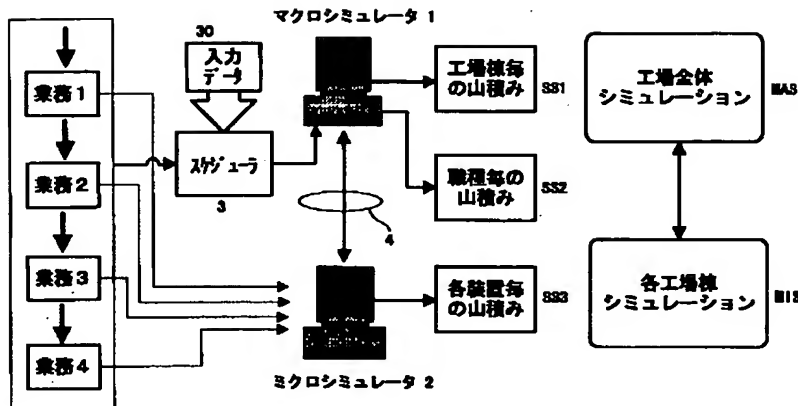 業務1
業務2
業務3
業務4
30
入力
データ
スケジューラ
3
マクロシミュレータ 1
4
ミクロシミュレータ 2
工場棟毎
の山積み
SS1
職種毎の
山積み
SS2
各装置毎
の山積み
SS3
工場全体
シミュレーション
MAS
各工場棟
シミュレーション
MIS